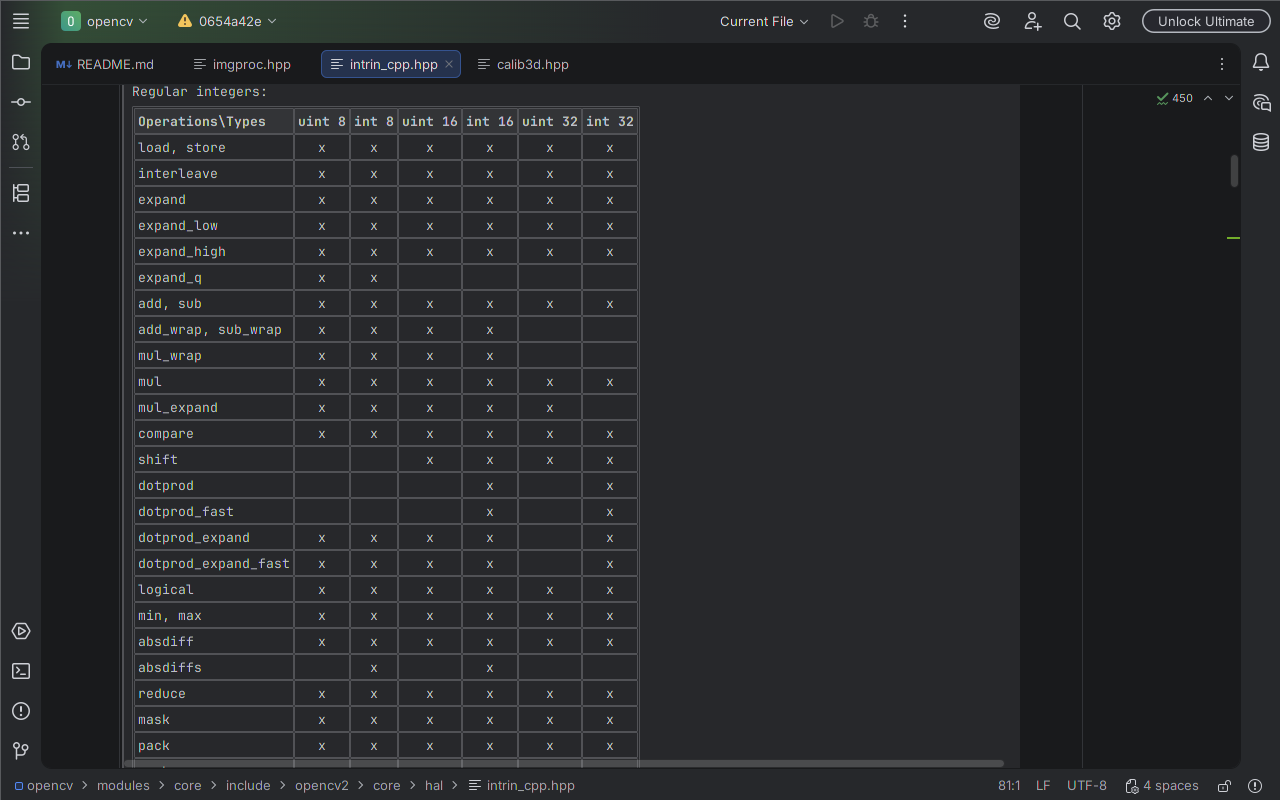 O opencv 0654a42e Current File Unlock Ultimate
README.md imgproc.hpp intrin_cpp.hpp calib3d.hpp
Regular integers:
450
Operations\Types uint 8 int 8 uint 16 int 16 uint 32 int 32
load, store x x x x x x
interleave x x x x x x
expand x x x x x x
expand_low x x x x x x
expand_high x x x x x x
expand_q x x
add, sub x x x x x x
add_wrap, sub_wrap x x x x
mul_wrap x x x x
mul x x x x x x
mul_expand x x x x x
compare x x x x x x
shift x x x x
dotprod x x
dotprod_fast x x
dotprod_expand x x x x x
dotprod_expand_fast x x x x x
logical x x x x x x
min, max x x x x x x
absdiff x x x x x x
absdiffs x x
reduce x x x x x x
mask x x x x x x
pack x x x x x x
opencv modules core include opencv2 core hal intrin_cpp.hpp 81:1 LF UTF-8 4 spaces